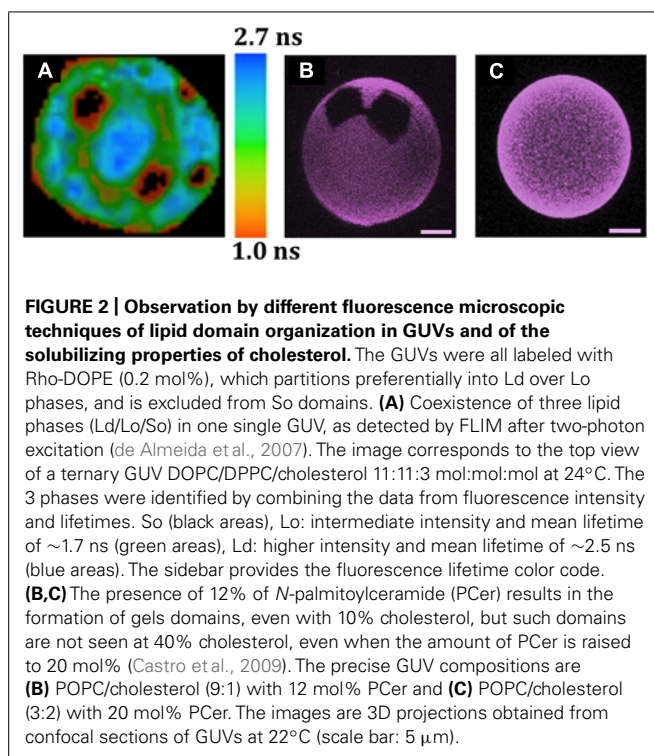 2.7 ns
A
B
C
1.0 ns
FIGURE 2 | Observation by different fluorescence microscopic
techniques of lipid domain organization in GUVs and of the
solubilizing properties of cholesterol. The GUVs were all labeled with
Rho-DOPE (0.2 mol%), which partitions preferentially into Ld over Lo
phases, and is excluded from So domains. (A) Coexistence of three lipid
phases (Ld/Lo/So) in one single GUV, as detected by FLIM after two-photon
excitation (de Almeida et al., 2007). The image corresponds to the top view
of a ternary GUV DOPC/DPPC/cholesterol 11:11:3 mol:mol:mol at 24°C. The
3 phases were identified by combining the data from fluorescence intensity
and lifetimes. So (black areas), Lo: intermediate intensity and mean lifetime
of ∼1.7 ns (green areas), Ld: higher intensity and mean lifetime of ∼2.5 ns
(blue areas). The sidebar provides the fluorescence lifetime color code.
(B,C) The presence of 12% of N-palmitoylceramide (PCer) results in the
formation of gels domains, even with 10% cholesterol, but such domains
are not seen at 40% cholesterol, even when the amount of PCer is raised
to 20 mol% (Castro et al., 2009). The precise GUV compositions are
(B) POPC/cholesterol (9:1) with 12 mol% PCer and (C) POPC/cholesterol
(3:2) with 20 mol% PCer. The images are 3D projections obtained from
confocal sections of GUVs at 22°C (scale bar: 5 μm).